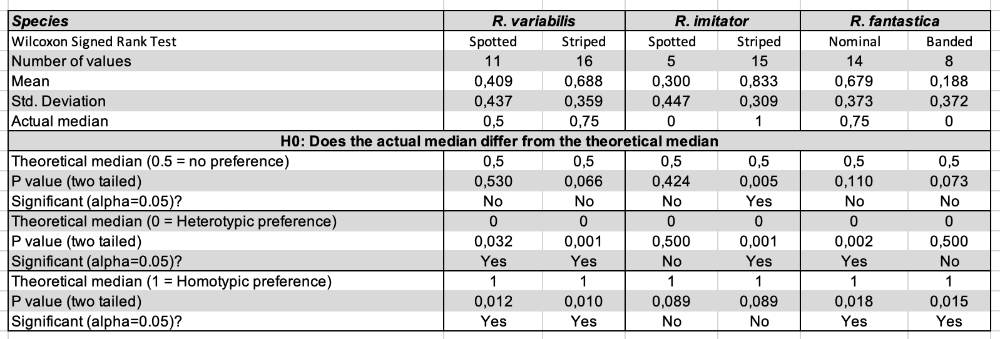 Species R. variabilis R. imitator R. fantastica
Wilcoxon Signed Rank Test Spotted Striped Spotted Striped Nominal Banded
Number of values 11 16 5 15 14 8
Mean 0,409 0,688 0,300 0,833 0,679 0,188
Std. Deviation 0,437 0,359 0,447 0,309 0,373 0,372
Actual median 0,5 0,75 0 1 0,75 0
H0: Does the actual median differ from the theoretical median
Theoretical median (0.5 = no preference) 0,5 0,5 0,5 0,5 0,5 0,5
P value (two tailed) 0,530 0,066 0,424 0,005 0,110 0,073
Significant (alpha=0.05)? No No No Yes No No
Theoretical median (0 = Heterotypic preference) 0 0 0 0 0 0
P value (two tailed) 0,032 0,001 0,500 0,001 0,002 0,500
Significant (alpha=0.05)? Yes Yes No Yes Yes No
Theoretical median (1 = Homotypic preference) 1 1 1 1 1 1
P value (two tailed) 0,012 0,010 0,089 0,089 0,018 0,015
Significant (alpha=0.05)? Yes Yes No No Yes Yes